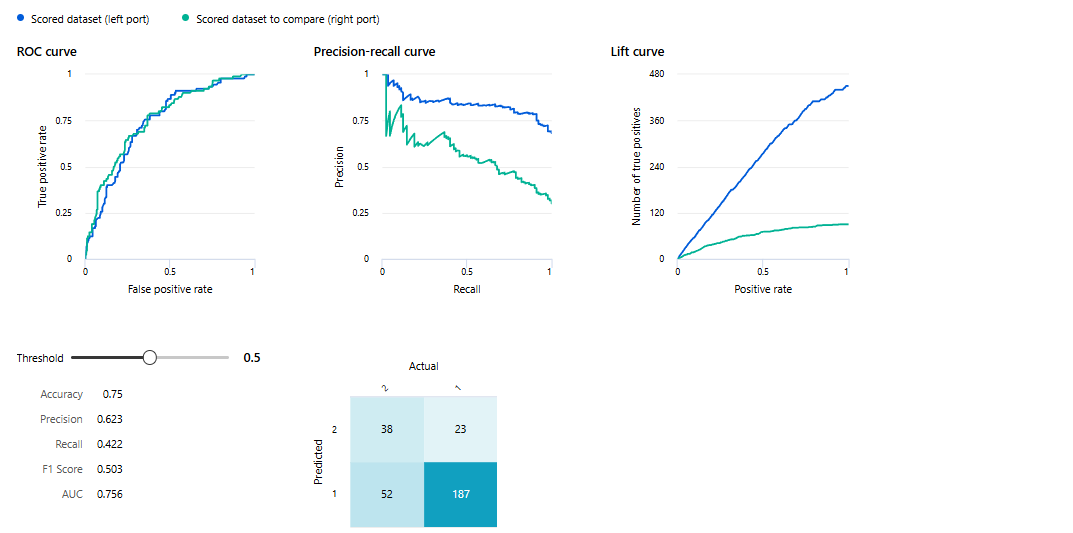 Scored dataset (left port)
Scored dataset to compare (right port)
ROC curve
1
0.75
0.5
0.25
0
True positive rate
0
0.5
1
False positive rate
Precision-recall curve
1
0.75
0.5
0.25
0
Precision
0
0.5
1
Recall
Lift curve
480
360
240
120
0
Number of true positives
0
0.5
1
Positive rate
Threshold
0.5
Accuracy 0.75
Precision 0.623
Recall 0.422
F1 Score 0.503
AUC 0.756
Actual
2 1
Predicted
2 38 23
1 52 187